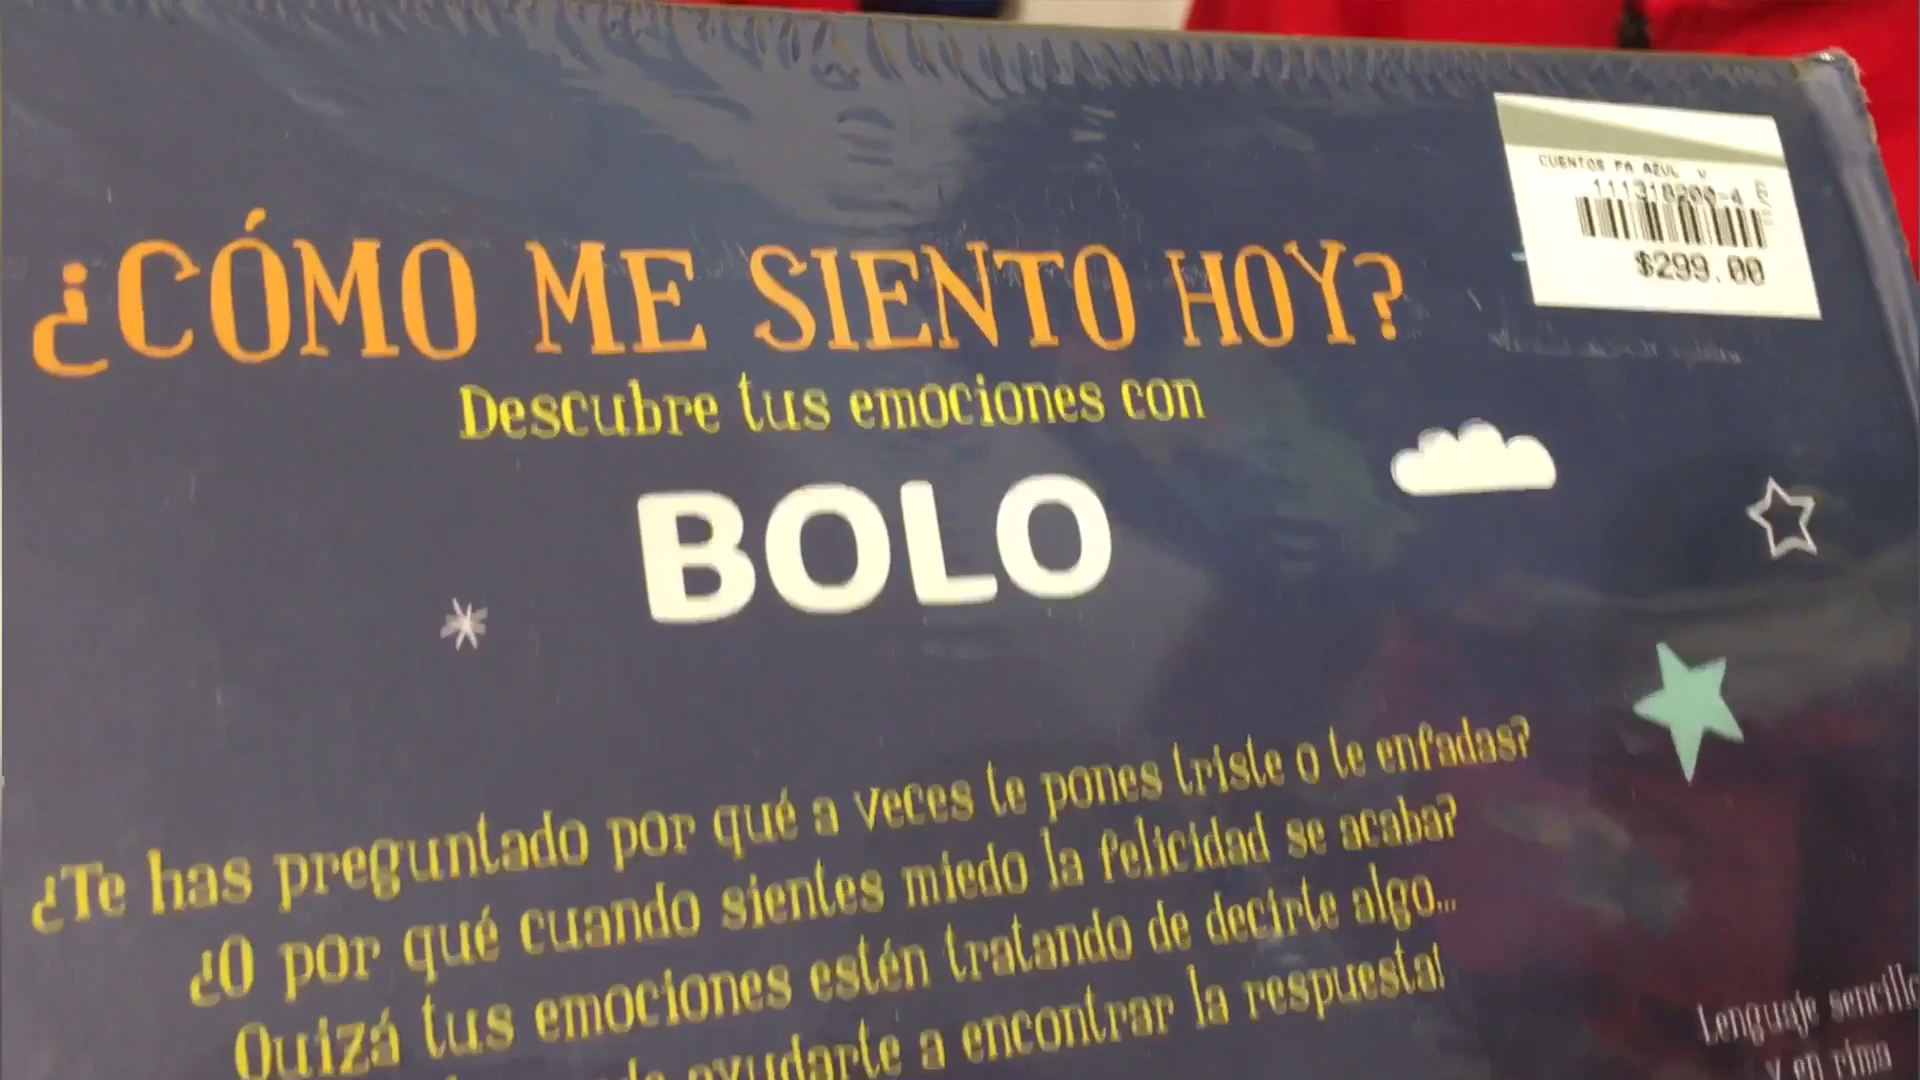 CUENTOS PA AZUL V
$299.00
¿CÓMO ME SIENTO HOY?
Descubre tus emociones con
BOLO
¿Te has preguntado por qué a veces te pones triste o te enfadas?
¿O por qué cuando sientes miedo la felicidad se acaba?
Quizá tus emociones estén tratando de decirte algo...
ayudarte a encontrar la respuesta!
Lenguaje sencillo
y en rima